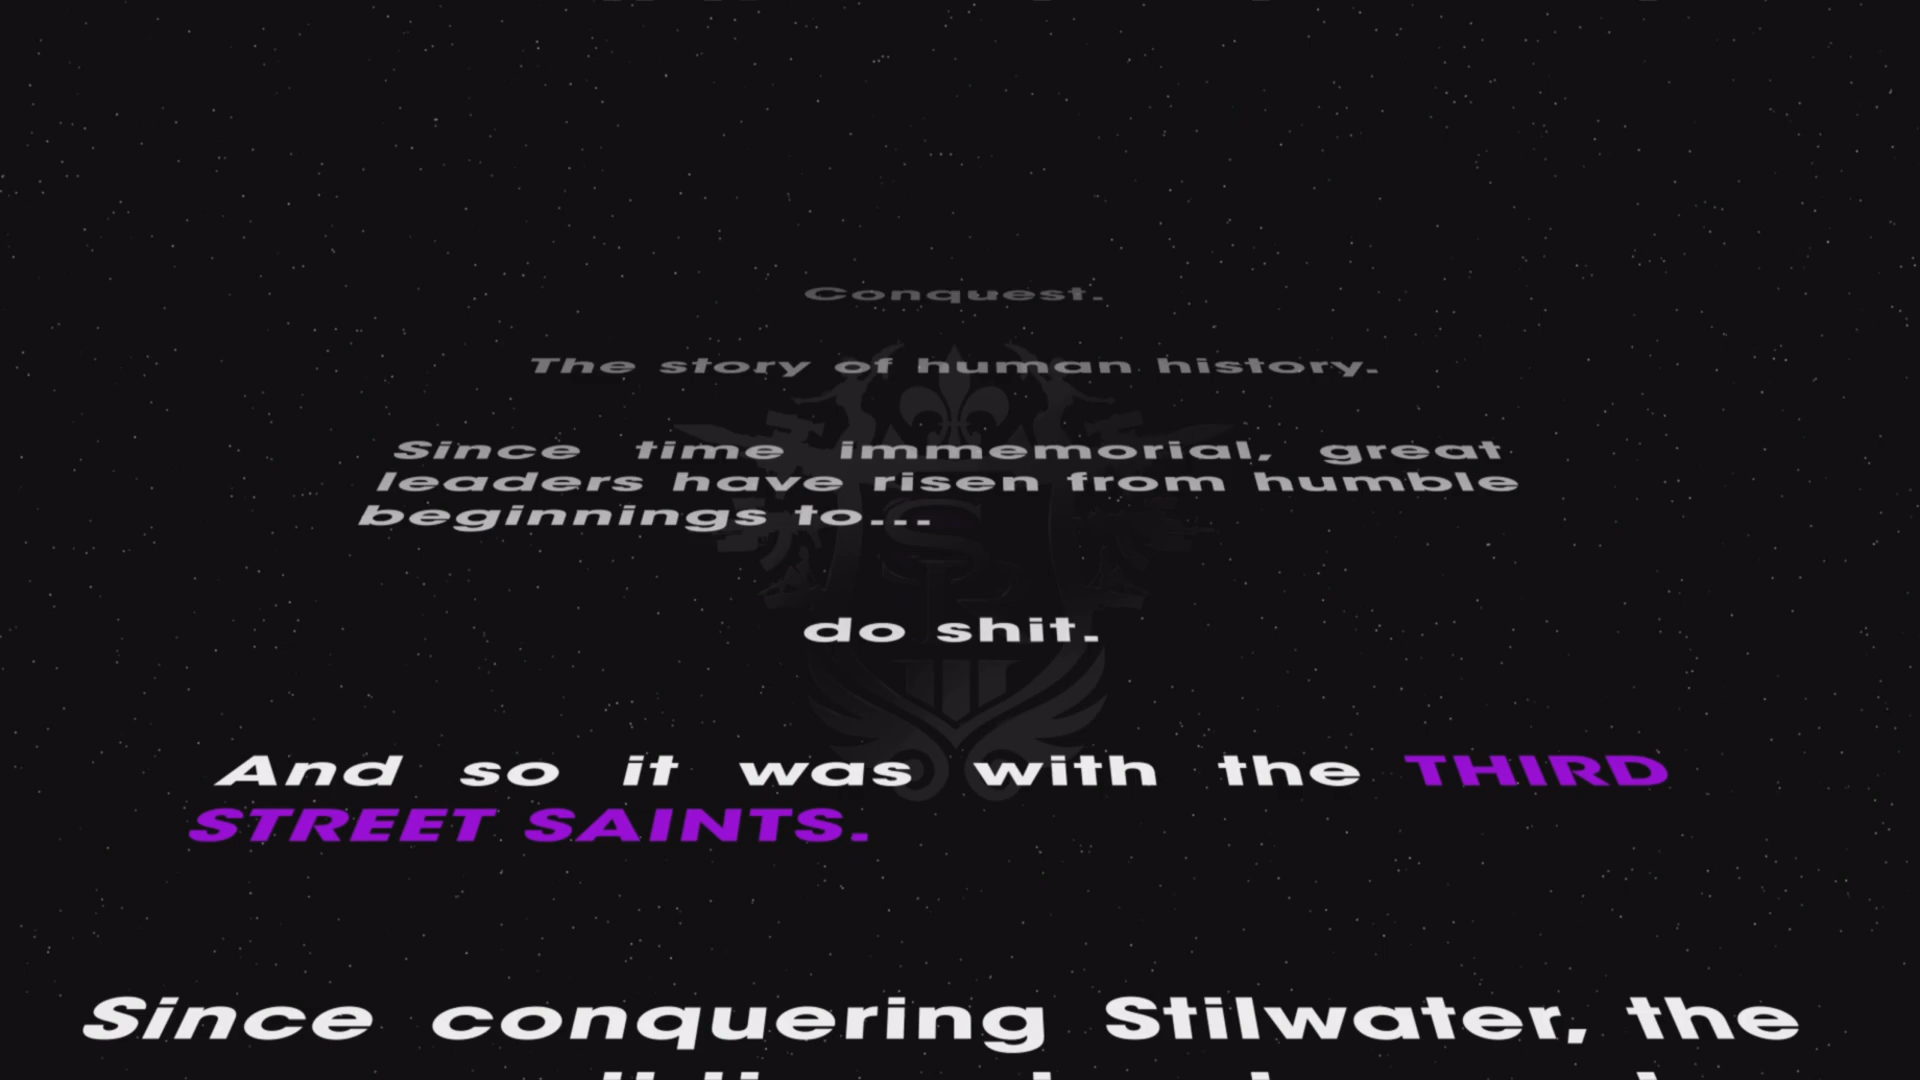 Conquest.
The story of human history.
Since time immemorial, great
leaders have risen from humble
beginnings to...
do shit.
And so it was with the THIRD
STREET SAINTS.
Since conquering Stilwater, the